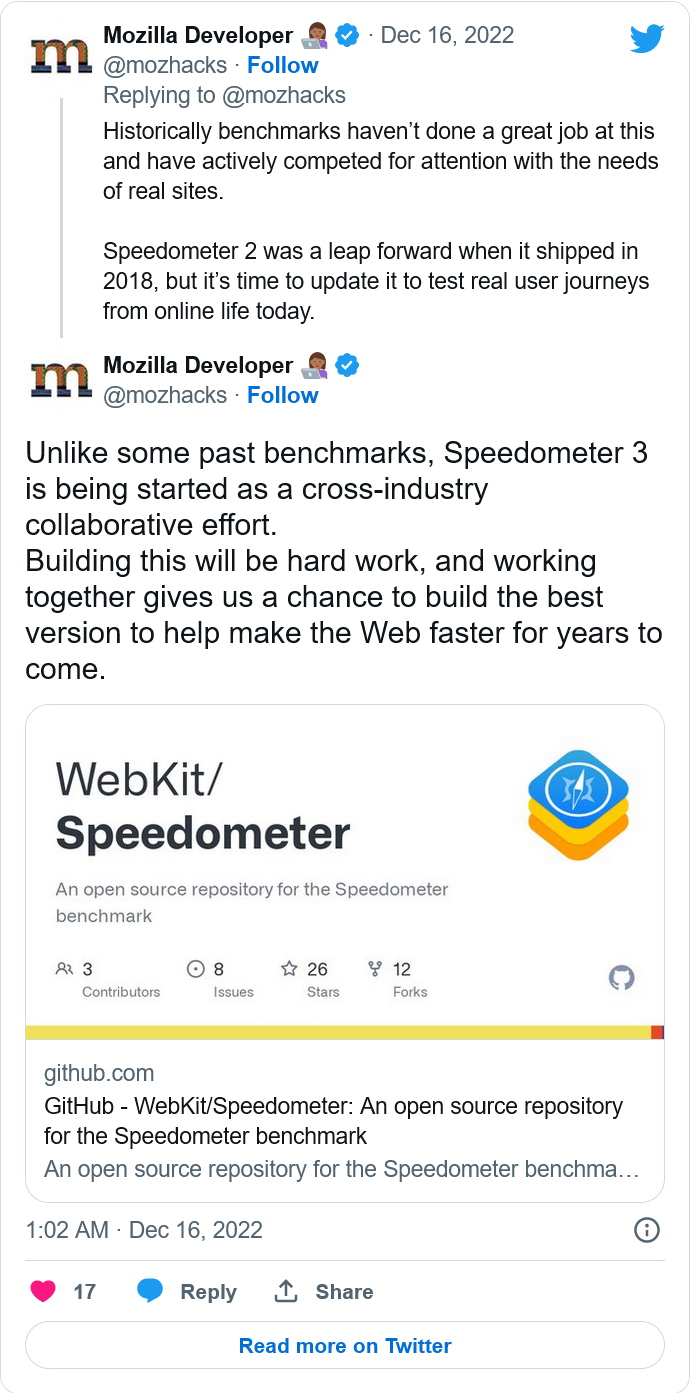 Mozilla Developer 👩🏾‍💻 · Dec 16, 2022
@mozhacks · Follow
Replying to @mozhacks
Historically benchmarks haven’t done a great job at this
and have actively competed for attention with the needs
of real sites.
Speedometer 2 was a leap forward when it shipped in
2018, but it’s time to update it to test real user journeys
from online life today.
Mozilla Developer 👩🏾‍💻
@mozhacks · Follow
Unlike some past benchmarks, Speedometer 3
is being started as a cross-industry
collaborative effort.
Building this will be hard work, and working
together gives us a chance to build the best
version to help make the Web faster for years to
come.
WebKit/
Speedometer
An open source repository for the Speedometer
benchmark
3 8 26 12
Contributors Issues Stars Forks
github.com
GitHub - WebKit/Speedometer: An open source repository
for the Speedometer benchmark
An open source repository for the Speedometer benchma…
1:02 AM · Dec 16, 2022
17 Reply Share
Read more on Twitter